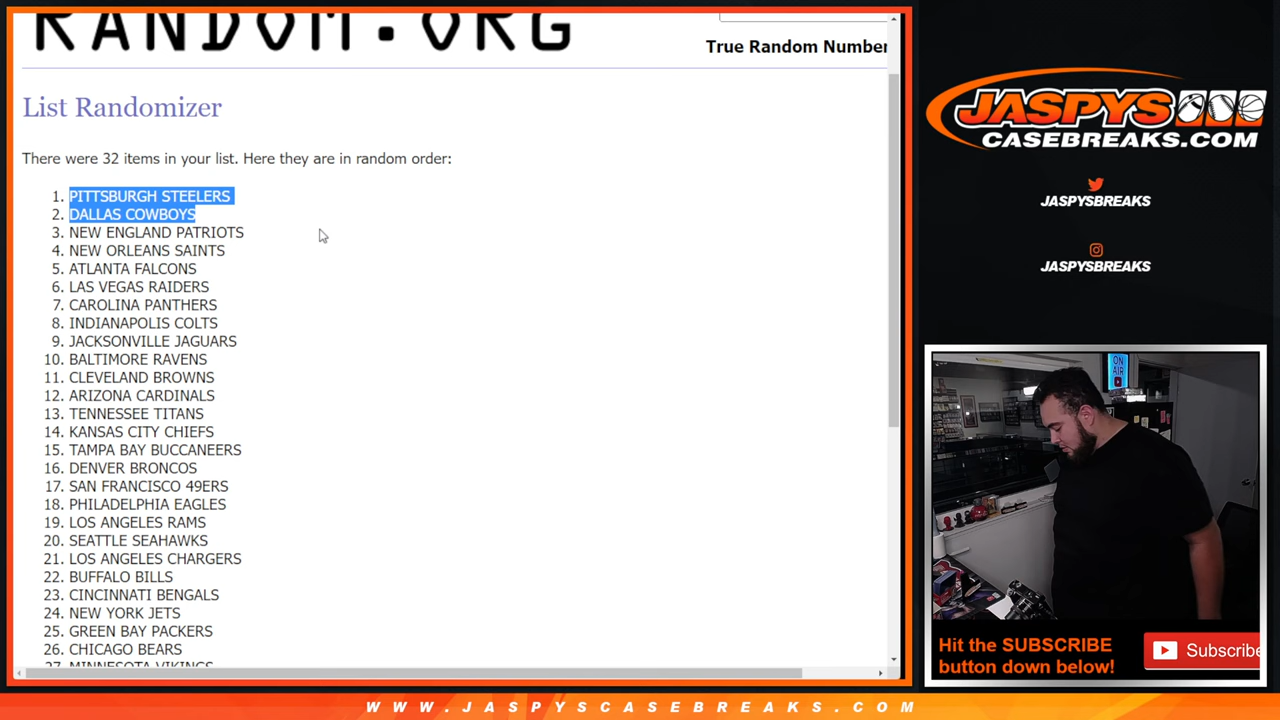 RANDOM.ORG
True Random Number
List Randomizer
There were 32 items in your list. Here they are in random order:
1. PITTSBURGH STEELERS
2. DALLAS COWBOYS
3. NEW ENGLAND PATRIOTS
4. NEW ORLEANS SAINTS
5. ATLANTA FALCONS
6. LAS VEGAS RAIDERS
7. CAROLINA PANTHERS
8. INDIANAPOLIS COLTS
9. JACKSONVILLE JAGUARS
10. BALTIMORE RAVENS
11. CLEVELAND BROWNS
12. ARIZONA CARDINALS
13. TENNESSEE TITANS
14. KANSAS CITY CHIEFS
15. TAMPA BAY BUCCANEERS
16. DENVER BRONCOS
17. SAN FRANCISCO 49ERS
18. PHILADELPHIA EAGLES
19. LOS ANGELES RAMS
20. SEATTLE SEAHAWKS
21. LOS ANGELES CHARGERS
22. BUFFALO BILLS
23. CINCINNATI BENGALS
24. NEW YORK JETS
25. GREEN BAY PACKERS
26. CHICAGO BEARS
27. MINNESOTA VIKINGS
JASPYS
CASEBREAKS.COM
JASPYSBREAKS
JASPYSBREAKS
ON
AIR
Hit the SUBSCRIBE
button down below!
Subscribe
WWW.JASPYSCASEBREAKS.COM